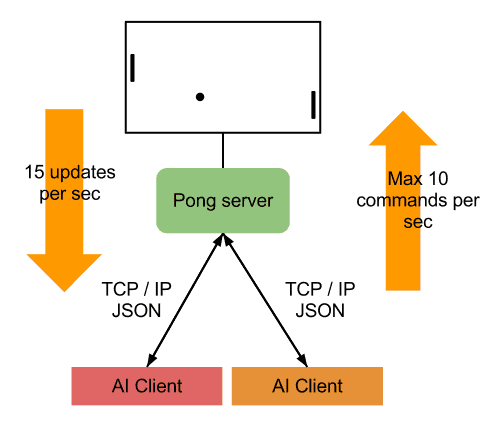 15 updates
per sec
Pong server
Max 10
commands per
sec
TCP / IP
JSON
TCP / IP
JSON
AI Client
AI Client